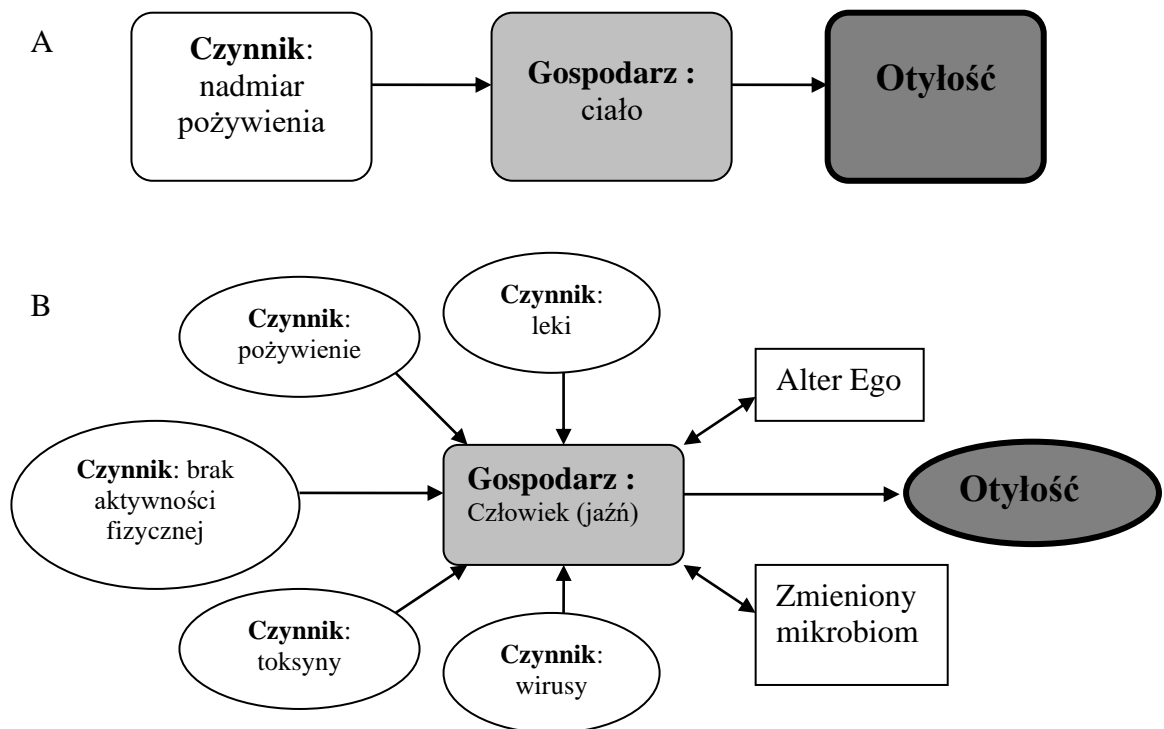 A
Czynnik:
nadmiar
pożywienia
Gospodarz :
ciało
Otyłość
B
Czynnik:
pożywienie
Czynnik:
leki
Alter Ego
Czynnik: brak
aktywności
fizycznej
Gospodarz :
Człowiek (jaźń)
Otyłość
Czynnik:
toksyny
Czynnik:
wirusy
Zmieniony
mikrobiom